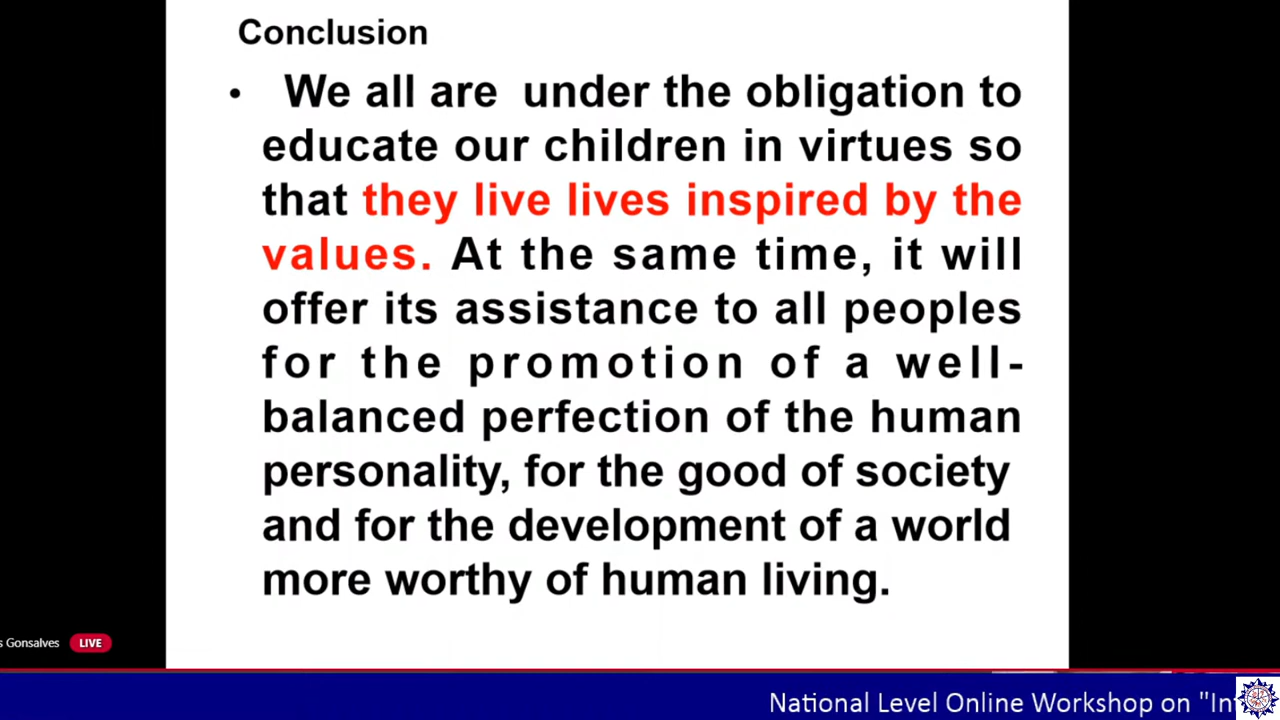 Conclusion
• We all are under the obligation to
educate our children in virtues so
that they live lives inspired by the
values. At the same time, it will
offer its assistance to all peoples
for the promotion of a well-
balanced perfection of the human
personality, for the good of society
and for the development of a world
more worthy of human living.
Gonsalves LIVE
National Level Online Workshop on